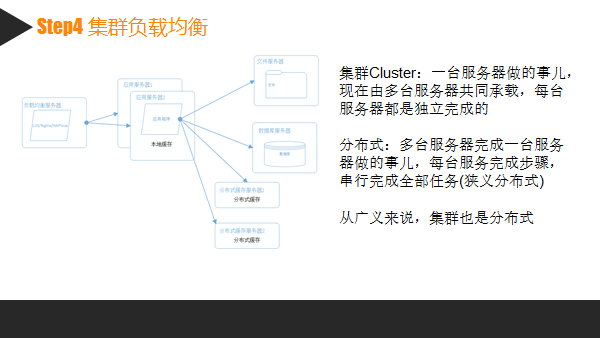 Step4 集群负载均衡
负载均衡服务器
应用服务器1
应用服务器2
应用程序
本地缓存
文件服务器
文件
数据库服务器
数据库
分布式缓存服务器1
分布式缓存
分布式缓存服务器2
分布式缓存
集群Cluster：一台服务器做的事儿，
现在由多台服务器共同承载，每台
服务器都是独立完成的
分布式：多台服务器完成一台服务
器做的事儿，每台服务完成步骤，
串行完成全部任务(狭义分布式)
从广义来说，集群也是分布式